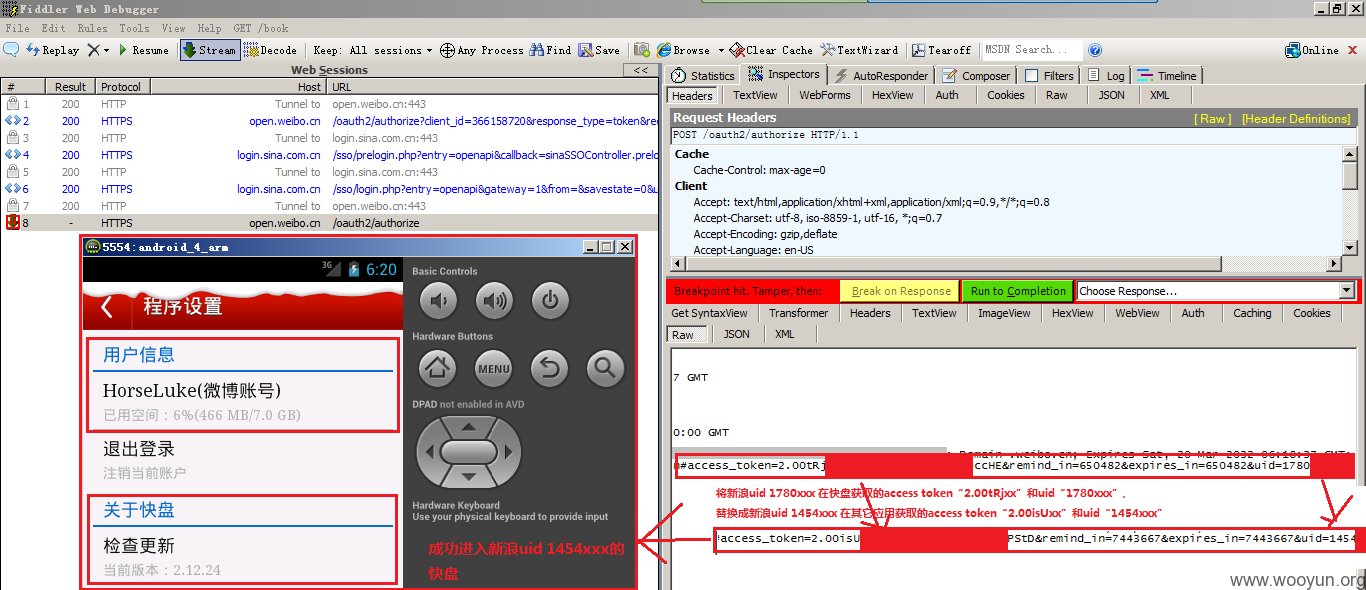 Fiddler Web Debugger
File Edit Rules Tools View Help GET /book
Replay X Resume Stream Decode Keep: All sessions Any Process Find Save Browse Clear Cache TextWizard Tearoff MSDN Search... Online
Web Sessions <<
# Result Protocol Host URL
1 200 HTTP Tunnel to open.weibo.cn:443
2 200 HTTPS open.weibo.cn /oauth2/authorize?client_id=366158720&response_type=token&re
3 200 HTTP Tunnel to login.sina.com.cn:443
4 200 HTTPS login.sina.com.cn /sso/prelogin.php?entry=openapi&callback=sinaSSOController.prelo
5 200 HTTP Tunnel to login.sina.com.cn:443
6 200 HTTPS login.sina.com.cn /sso/login.php?entry=openapi&gateway=1&from=&savestate=0&u
7 200 HTTP Tunnel to open.weibo.cn:443
8 - HTTPS open.weibo.cn /oauth2/authorize
5554:android_4_arm
3G 6:20
程序设置
用户信息
HorseLuke(微博账号)
已用空间：6%(466 MB/7.0 GB)
退出登录
注销当前账户
关于快盘
检查更新
当前版本：2.12.24
Basic Controls
Hardware Buttons
MENU
DPAD not enabled in AVD
Hardware Keyboard
Use your physical keyboard to provide input
成功进入新浪uid 1454xxx的
快盘
Statistics Inspectors AutoResponder Composer Filters Log Timeline
Headers TextView WebForms HexView Auth Cookies Raw JSON XML
Request Headers [ Raw ] [Header Definitions]
POST /oauth2/authorize HTTP/1.1
Cache
Cache-Control: max-age=0
Client
Accept: text/html,application/xhtml+xml,application/xml;q=0.9,*/*;q=0.8
Accept-Charset: utf-8, iso-8859-1, utf-16, *;q=0.7
Accept-Encoding: gzip,deflate
Accept-Language: en-US
Breakpoint hit. Tamper, then: Break on Response Run to Completion Choose Response...
Get SyntaxView Transformer Headers TextView ImageView HexView WebView Auth Caching Cookies
Raw JSON XML
7 GMT
0:00 GMT
; Domain .weibo.cn; Expires Sat, 20 Mar 2032 06:18:37 GMT;
n#access_token=2.00tRj ccHE&remind_in=650482&expires_in=650482&uid=1780
将新浪uid 1780xxx 在快盘获取的access token“2.00tRjxx”和uid“1780xxx”,
替换成新浪uid 1454xxx 在其它应用获取的access token“2.00isUxx”和uid“1454xxx”
#access_token=2.00isU PStD&remind_in=7443667&expires_in=7443667&uid=1454
www.wooyun.org